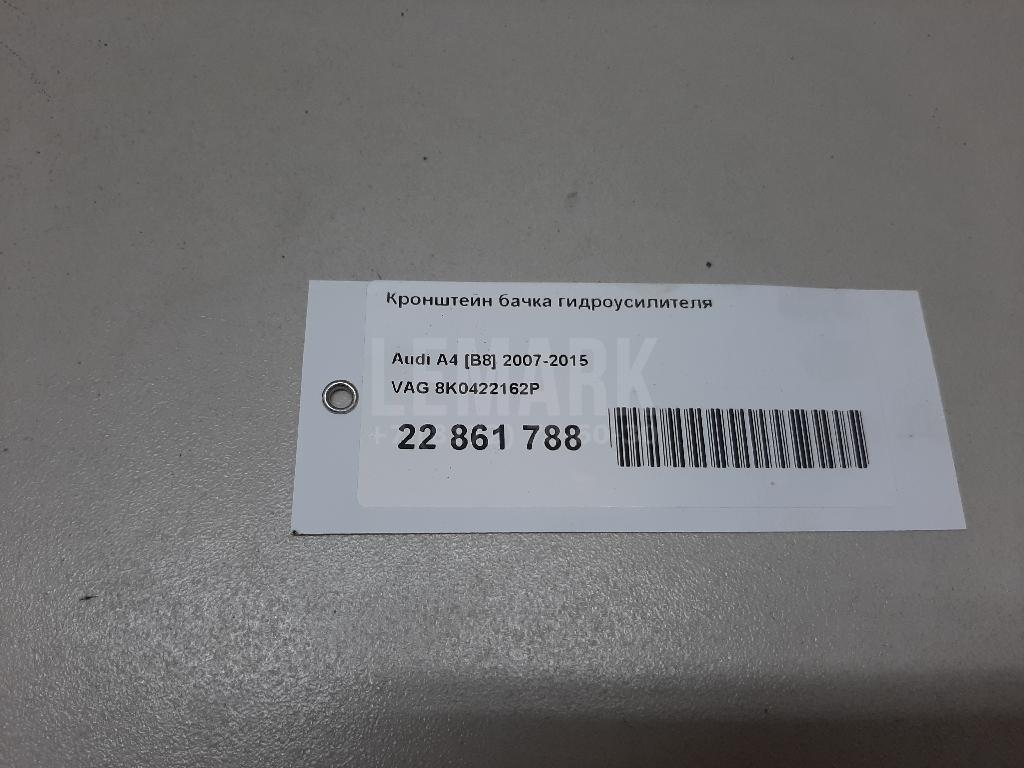 Кронштейн бачка гидроусилителя
LEMARK
Audi A4 [B8] 2007-2015
VAG 8K0422162P
22 861 788